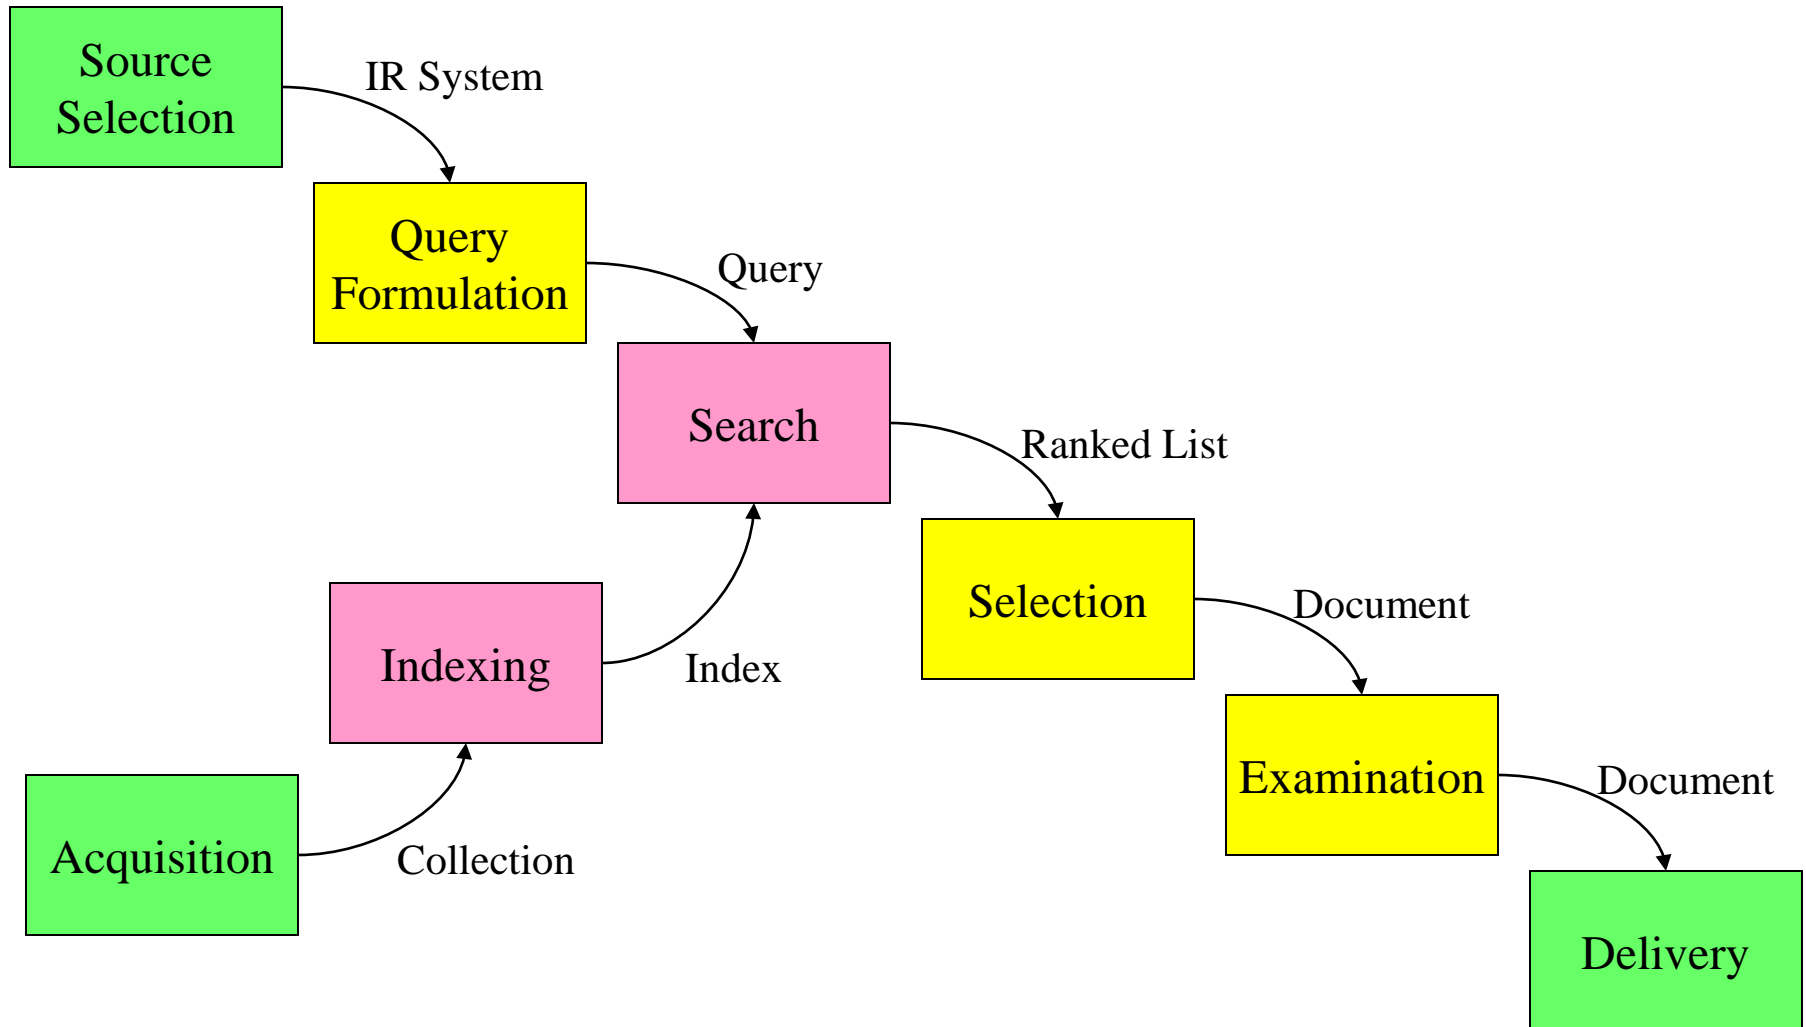 Source
Selection
IR System
Query
Formulation
Query
Search
Ranked List
Selection
Document
Indexing
Index
Examination
Document
Acquisition
Collection
Delivery